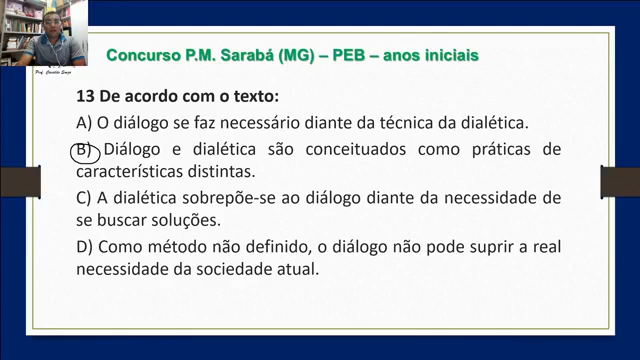 Concurso P.M. Sarabá (MG) – PEB – anos iniciais
13 De acordo com o texto:
A) O diálogo se faz necessário diante da técnica da dialética.
B) Diálogo e dialética são conceituados como práticas de
características distintas.
C) A dialética sobrepõe-se ao diálogo diante da necessidade de
se buscar soluções.
D) Como método não definido, o diálogo não pode suprir a real
necessidade da sociedade atual.